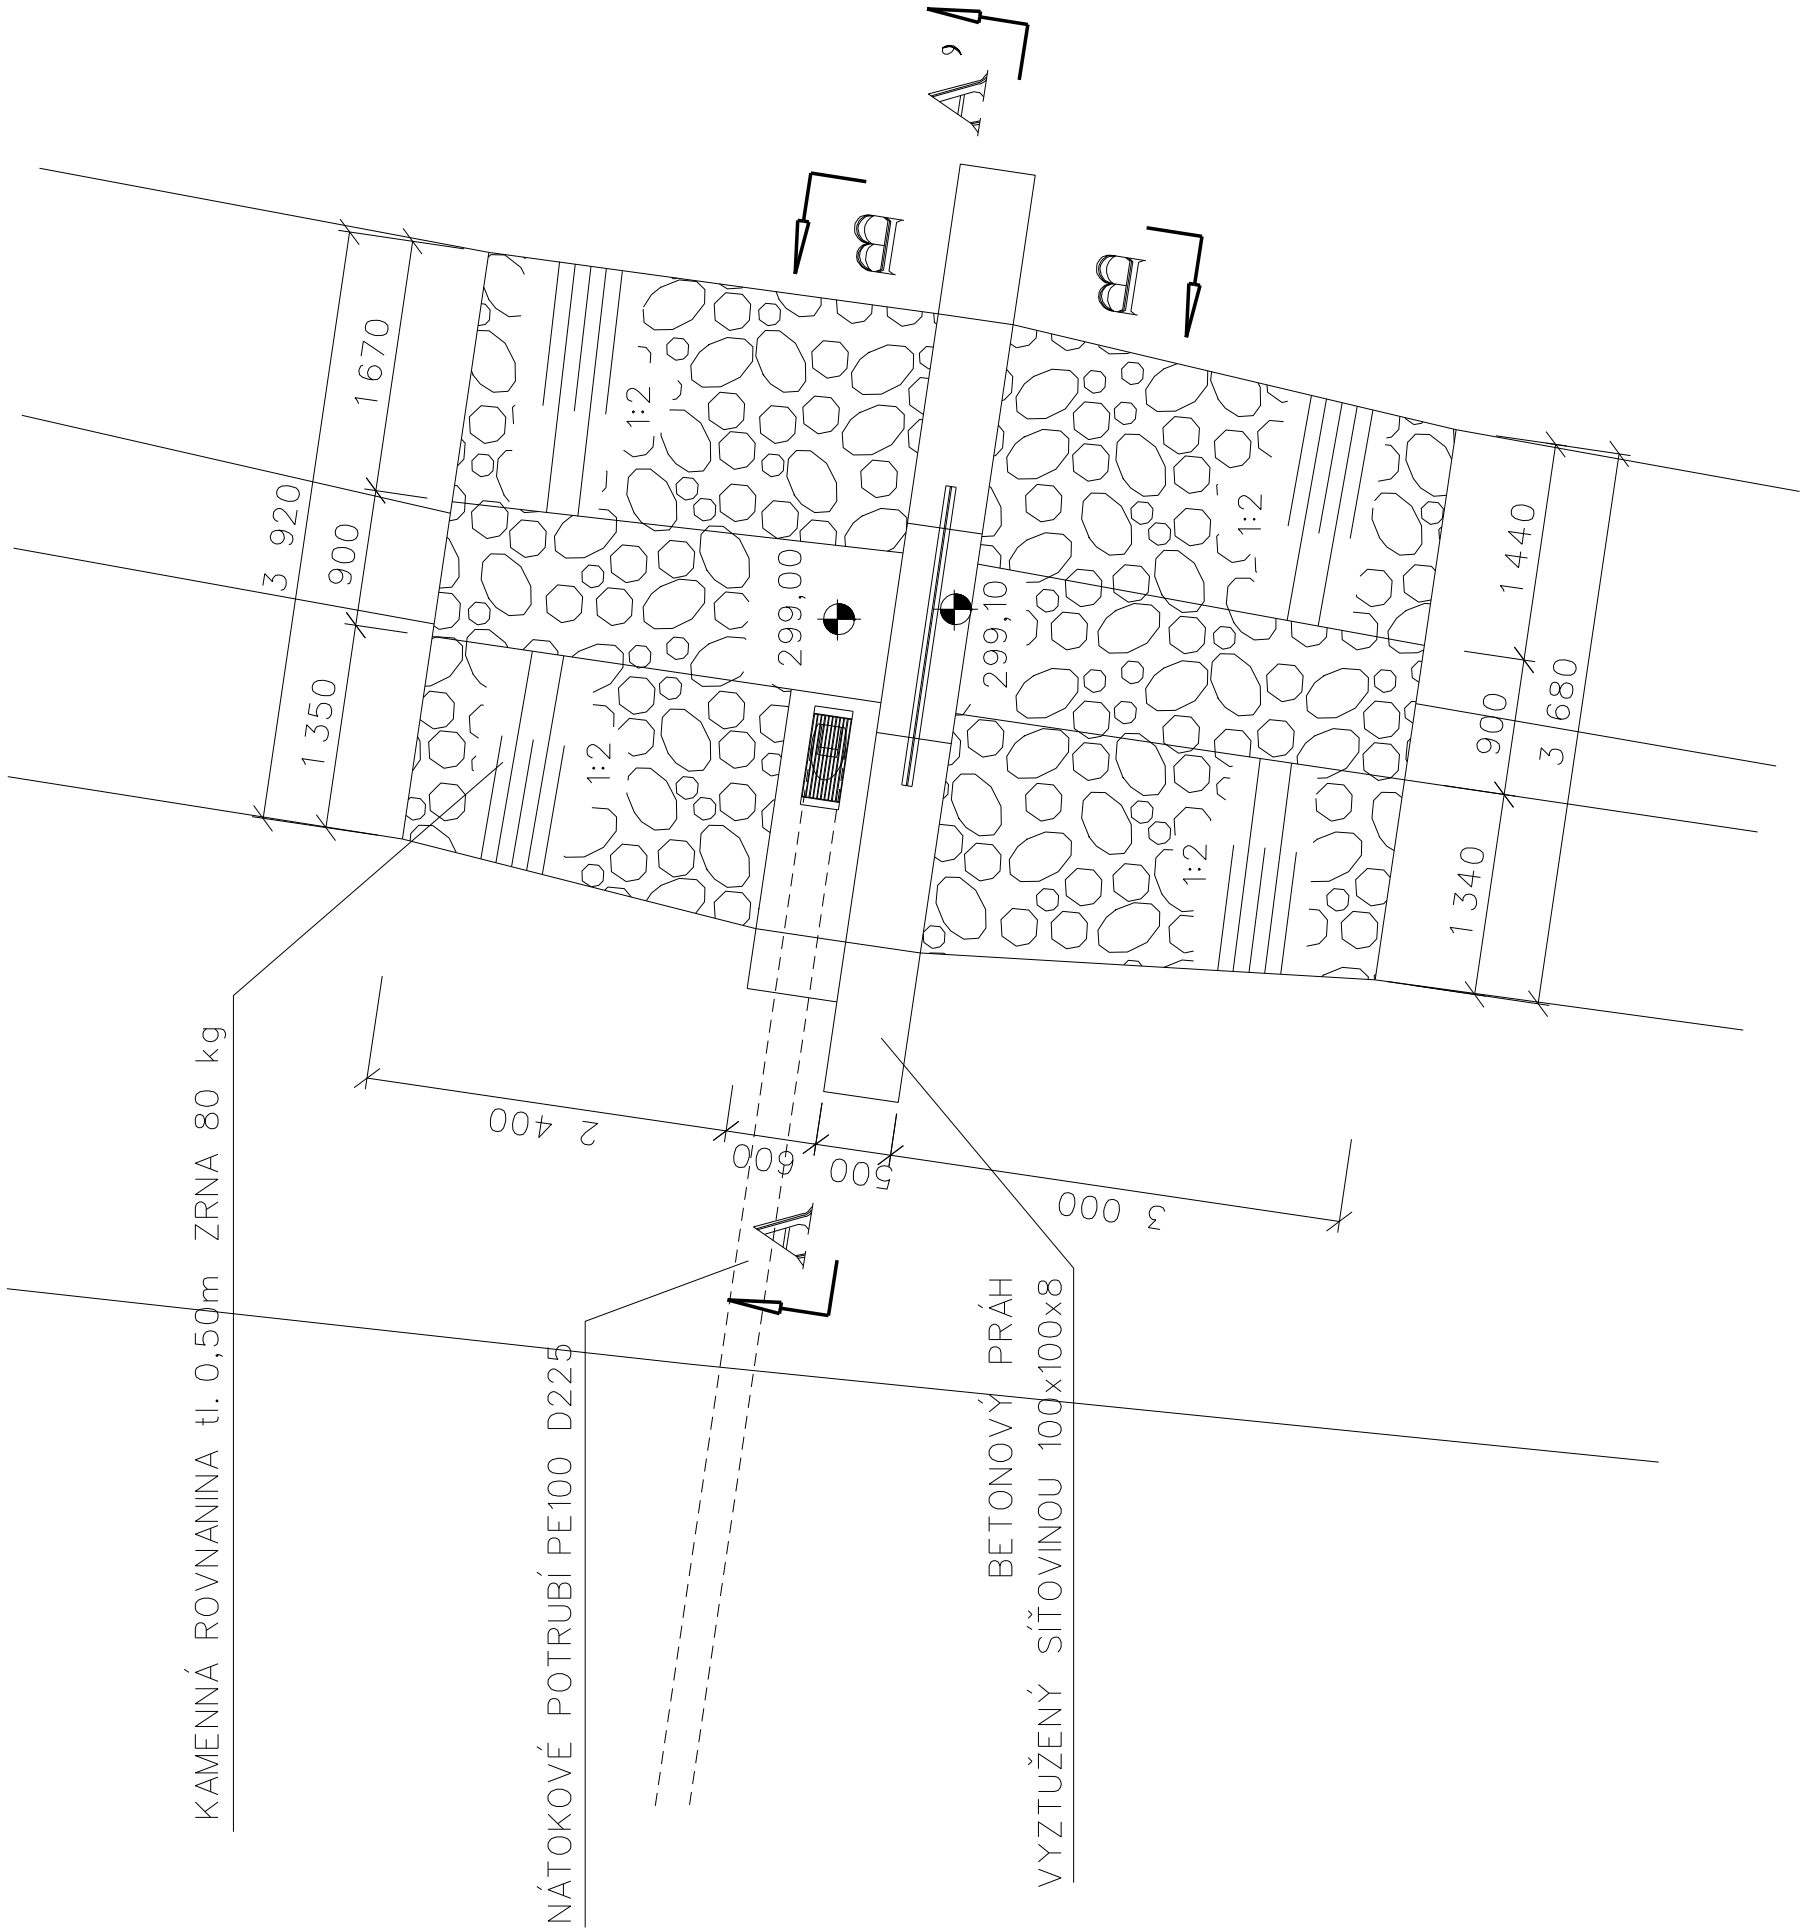 A'
B
B
1 670
3 920
900
1 350
1:2
1:2
299,00
299,10
1:2
1:2
1 440
900
3 680
1 340
2 400
600
500
3 000
A
KAMENNÁ ROVNANINA tl. 0,50m ZRNA 80 kg
NÁTOKOVÉ POTRUBÍ PE100 D225
BETONOVÝ PRÁH
VYZTUŽENÝ SÍŤOVINOU 100x100x8